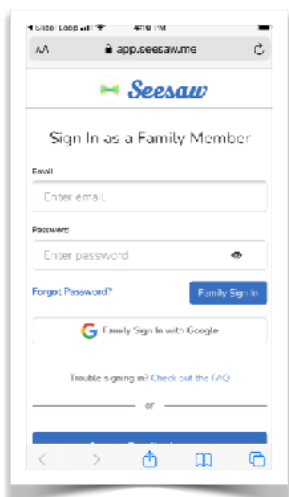 AA app.seesaw.me
Seesaw
Sign In as a Family Member
Email
Enter email
Password
Enter password
Forgot Password?
Family Sign In
Family Sign In with Google
Trouble signing in? Check out the FAQ
or